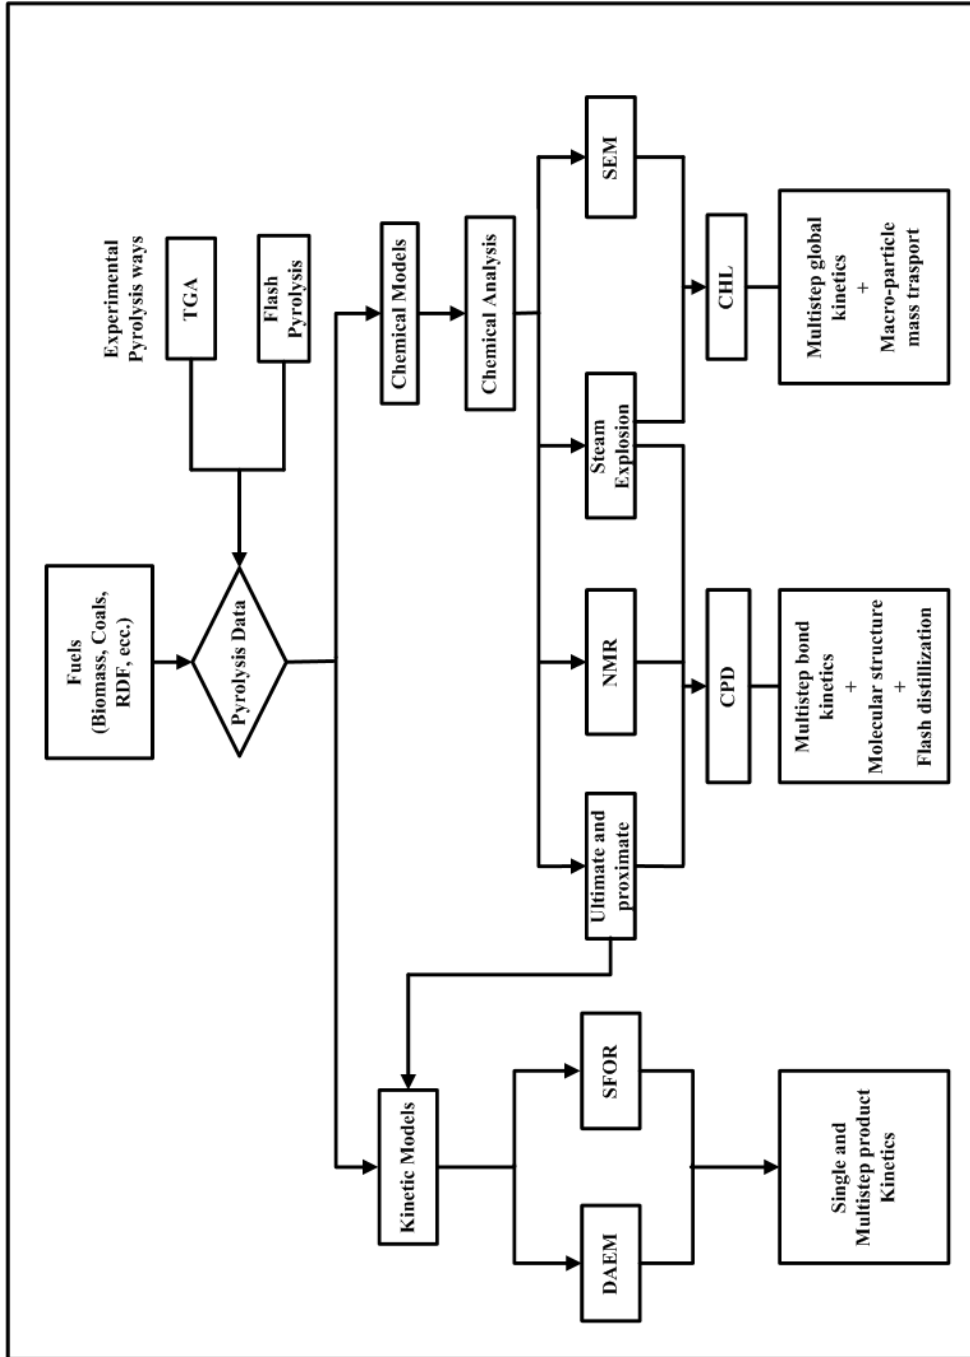 Fuels
(Biomass, Coals,
RDF, ecc.)
Experimental
Pyrolysis ways
TGA
Flash
Pyrolysis
Pyrolysis Data
Kinetic Models
Chemical Models
Chemical Analysis
DAEM
SFOR
Ultimate and
proximate
NMR
Steam
Explosion
SEM
CPD
CHL
Single and
Multistep product
Kinetics
Multistep bond
kinetics
+
Molecular structure
+
Flash distillization
Multistep global
kinetics
+
Macro-particle
mass trasport